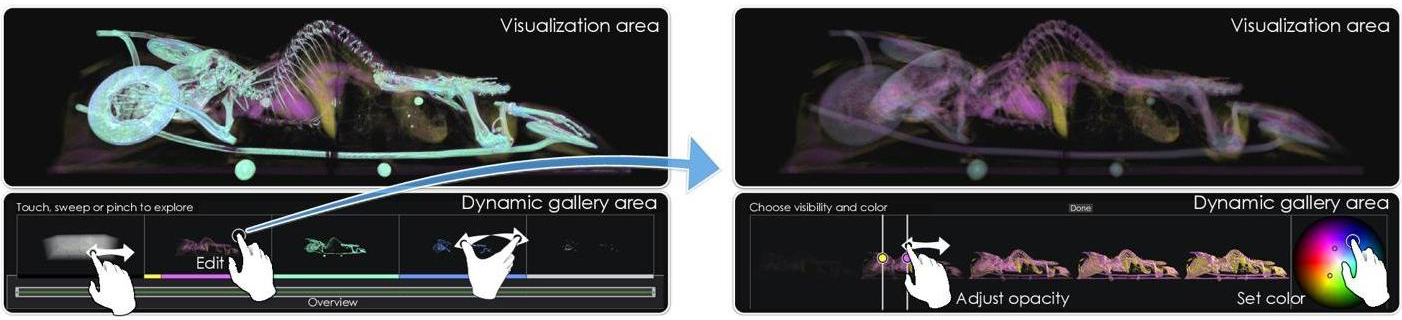 Visualization area
Touch, sweep or pinch to explore
Dynamic gallery area
Edit
Overview
Visualization area
Choose visibility and color
Done
Dynamic gallery area
Adjust opacity
Set color